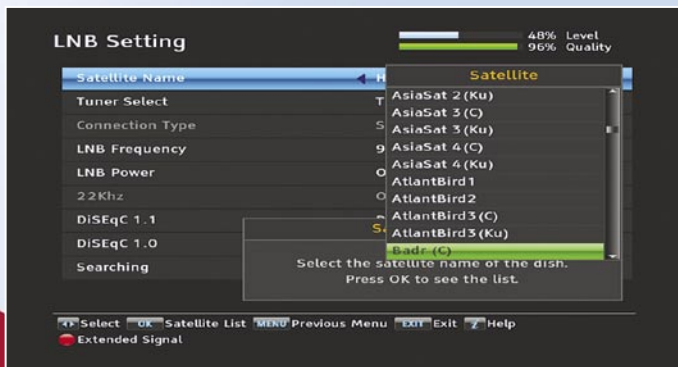 LNB Setting
48% Level
96% Quality
Satellite Name
Tuner Select
Connection Type
LNB Frequency
LNB Power
22Khz
DiSEqC 1.1
DiSEqC 1.0
Searching
H
T
S
9
O
O
Satellite
AsiaSat 2(Ku)
AsiaSat 3(C)
AsiaSat 3(Ku)
AsiaSat 4(C)
AsiaSat 4(Ku)
AtlantBird1
AtlantBird2
AtlantBird3(C)
AtlantBird3(Ku)
Badr (C)
Sa
Select the satellite name of the dish.
Press OK to see the list.
Select OK Satellite List MENU Previous Menu EXIT Exit i Help
Extended Signal